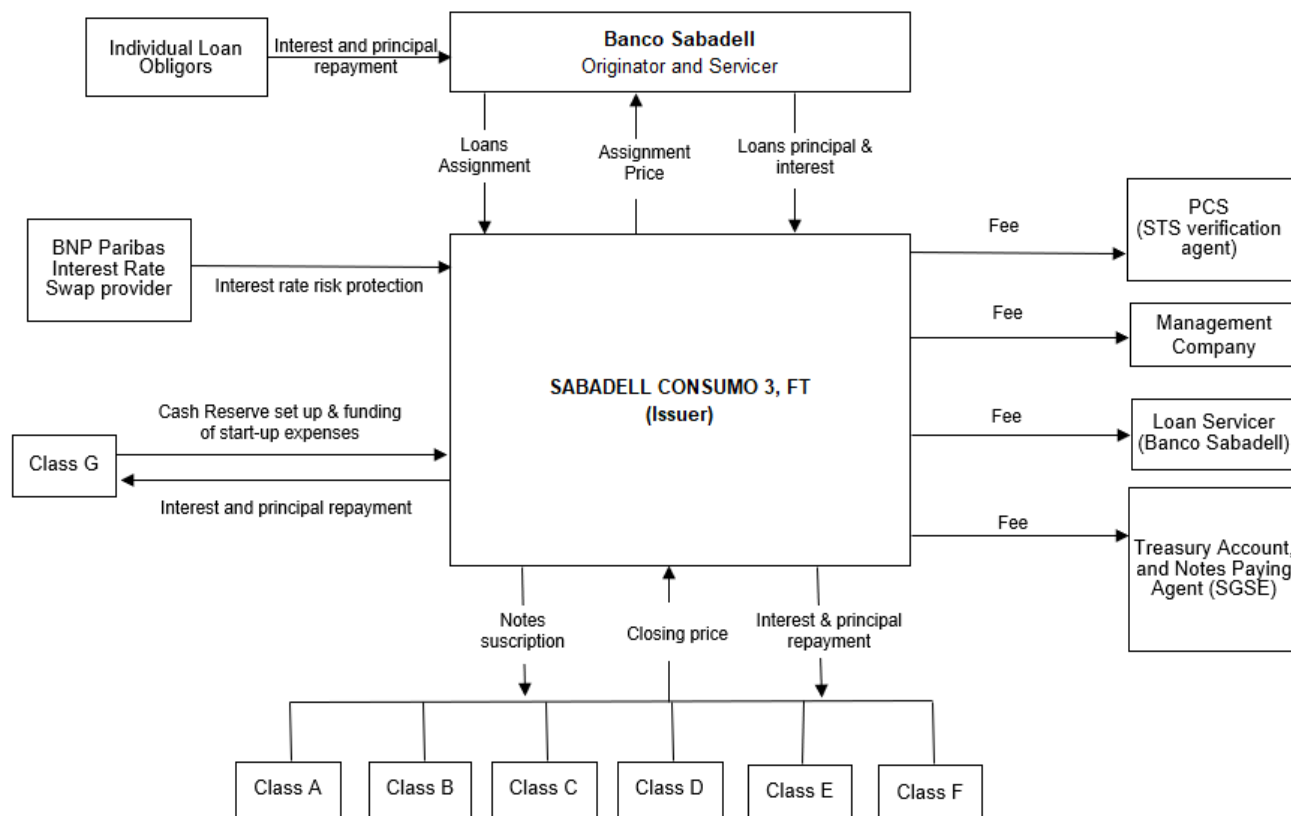 Individual Loan
Obligors
Interest and principal
repayment
Banco Sabadell
Originator and Servicer
Loans
Assignment
Assignment
Price
Loans principal &
interest
BNP Paribas
Interest Rate
Swap provider
Interest rate risk protection
Fee
PCS
(STS verification
agent)
Fee
Management
Company
SABADELL CONSUMO 3, FT
(Issuer)
Cash Reserve set up & funding
of start-up expenses
Class G
Interest and principal repayment
Fee
Loan Servicer
(Banco Sabadell)
Fee
Treasury Account,
and Notes Paying
Agent (SGSE)
Notes
suscription
Closing price
Interest & principal
repayment
Class A
Class B
Class C
Class D
Class E
Class F